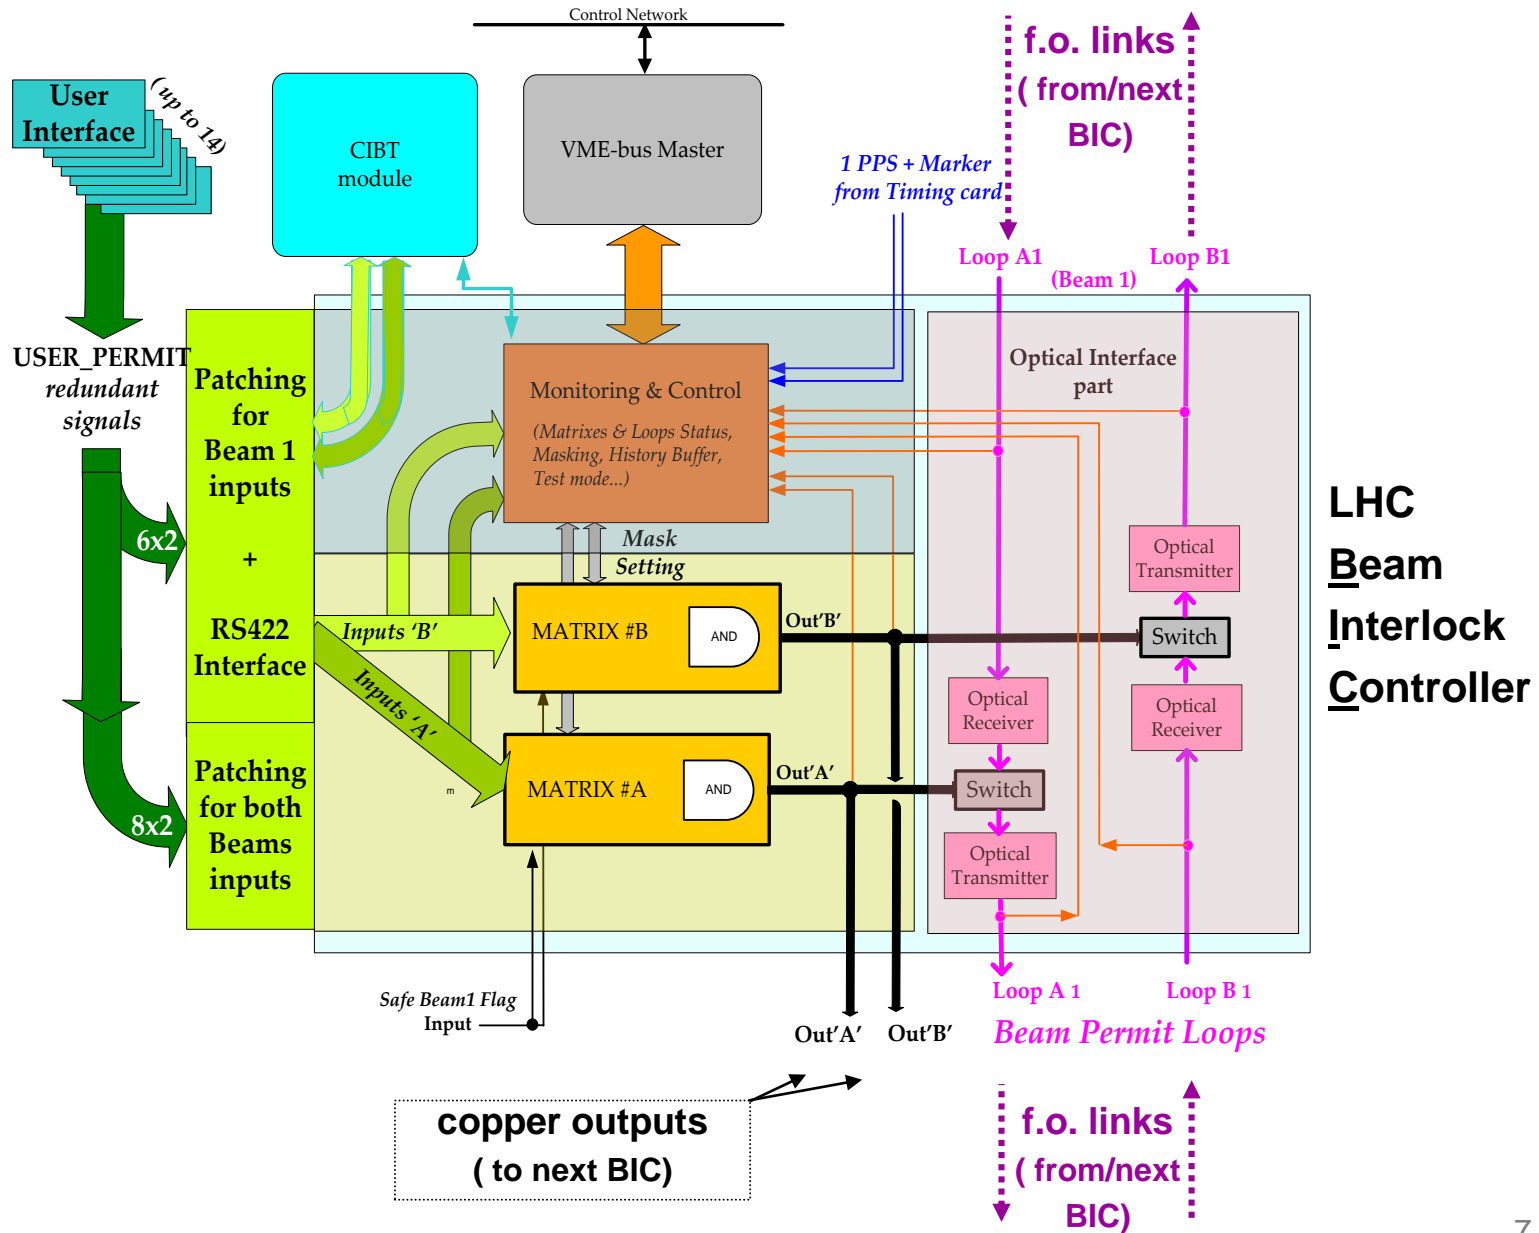 Control Network
f.o. links
( from/next
BIC)
User
Interface
( up to 14)
CIBT
module
VME-bus Master
1 PPS + Marker
from Timing card
Loop A1
Loop B1
(Beam 1)
USER_PERMIT
redundant
signals
Patching
for
Beam 1
inputs
+
RS422
Interface
Monitoring & Control
(Matrixes & Loops Status,
Masking, History Buffer,
Test mode...)
Optical Interface
part
LHC
Beam
Interlock
Controller
6x2
Mask
Setting
Optical
Transmitter
Inputs ‘B’
MATRIX #B
AND
Out'B'
Switch
Inputs ‘A’
Optical
Receiver
Optical
Receiver
Patching
for both
Beams
inputs
8x2
m
MATRIX #A
AND
Out'A'
Switch
Optical
Transmitter
Safe Beam1 Flag
Input
Loop A 1
Loop B 1
Out'A'
Out'B'
Beam Permit Loops
copper outputs
( to next BIC)
f.o. links
( from/next
BIC)
7